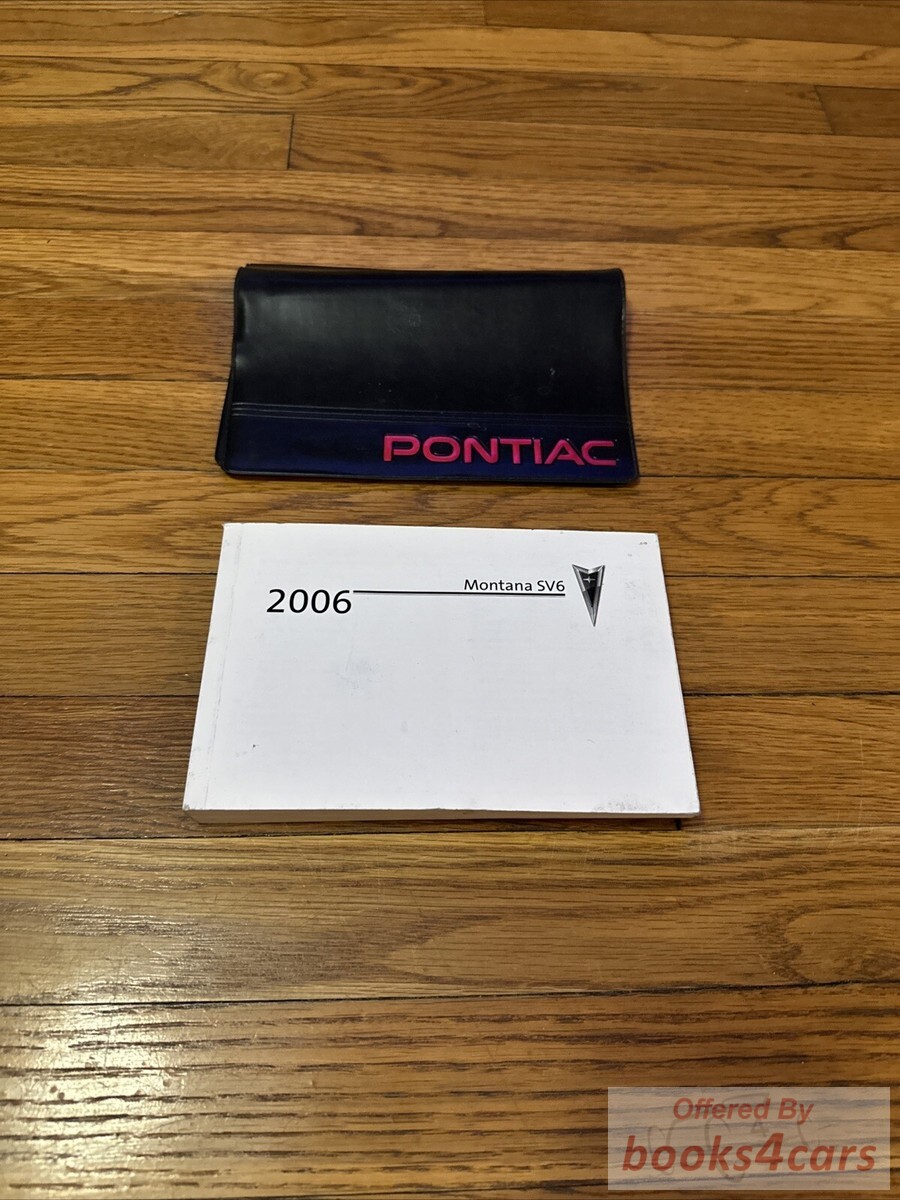 PONTIAC
Montana SV6
2006
Offered By
books4cars